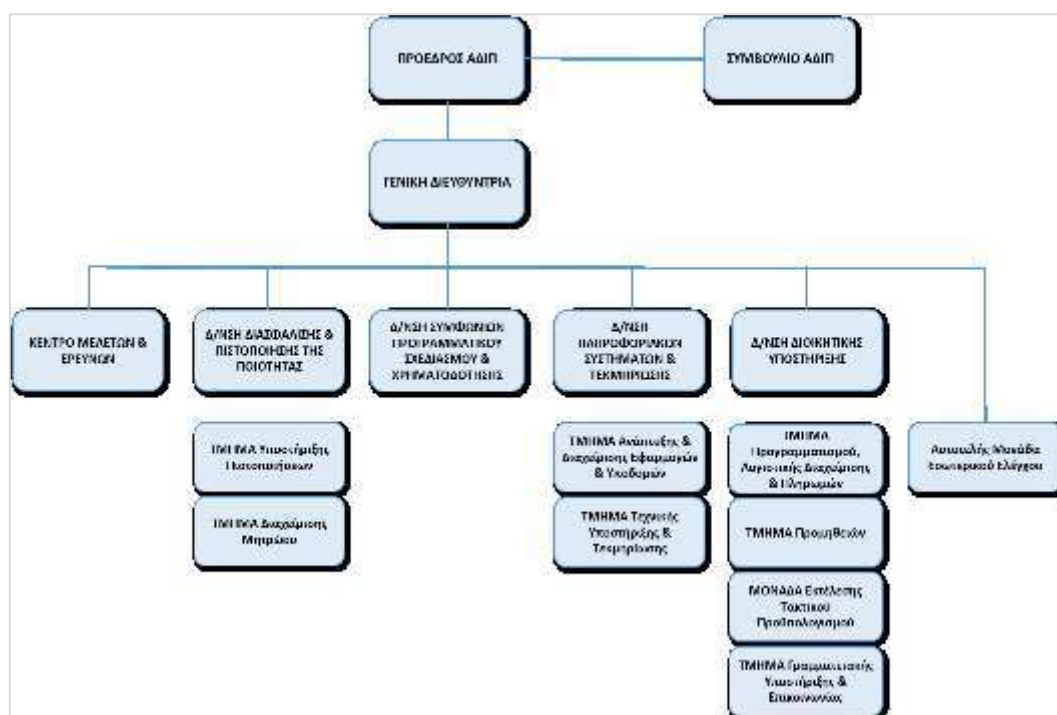 ΠΡΟΕΔΡΟΣ ΑΔΙΠ
ΣΥΜΒΟΥΛΙΟ ΑΔΙΠ
ΓΕΝΙΚΗ ΔΙΕΥΘΥΝΤΡΙΑ
ΚΕΝΤΡΟ ΜΕΛΕΤΩΝ &
ΕΡΕΥΝΩΝ
Δ/ΝΣΗ ΔΙΑΣΦΑΛΙΣΗΣ &
ΠΙΣΤΟΠΟΙΗΣΗΣ ΤΗΣ
ΠΟΙΟΤΗΤΑΣ
Δ/ΝΣΗ ΣΥΜΦΩΝΙΩΝ
ΠΡΟΓΡΑΜΜΑΤΙΚΟΥ
ΣΧΕΔΙΑΣΜΟΥ &
ΧΡΗΜΑΤΟΔΟΤΗΣΗΣ
Δ/ΝΣΗ
ΠΛΗΡΟΦΟΡΙΑΚΩΝ
ΣΥΣΤΗΜΑΤΩΝ &
ΤΕΚΜΗΡΙΩΣΗΣ
Δ/ΝΣΗ ΔΙΟΙΚΗΤΙΚΗΣ
ΥΠΟΣΤΗΡΙΞΗΣ
ΤΜΗΜΑ Υποστήριξης
Πιστοποιήσεων
ΤΜΗΜΑ Διαχείρισης
Μητρώου
ΤΜΗΜΑ Ανάπτυξης &
Διαχείρισης Εφαρμογών
& Υποδομών
ΤΜΗΜΑ Τεχνικής
Υποστήριξης &
Τεκμηρίωσης
ΤΜΗΜΑ
Προγραμματισμού,
Λογιστικής Διαχείρισης
& Πληρωμών
ΤΜΗΜΑ Προμηθειών
ΜΟΝΑΔΑ Εκτέλεσης
Τακτικού
Προϋπολογισμού
ΤΜΗΜΑ Γραμματειακής
Υποστήριξης &
Επικοινωνίας
Αυτοτελής Μονάδα
Εσωτερικού Ελέγχου